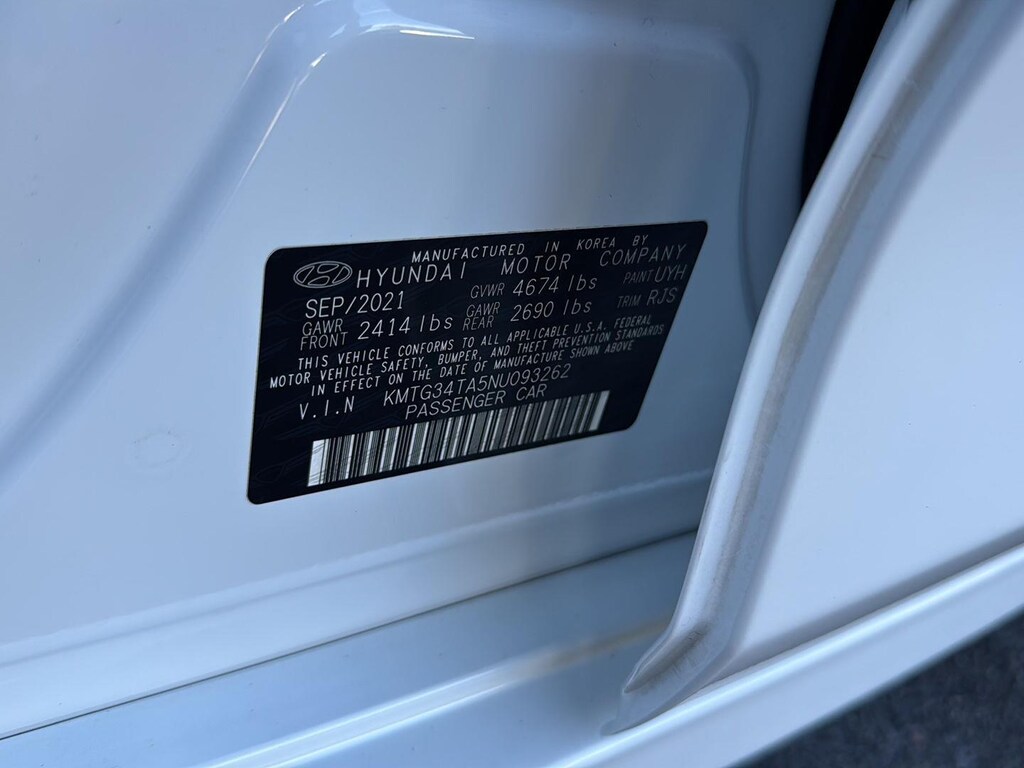 MANUFACTURED IN KOREA BY
HYUNDAI MOTOR COMPANY
SEP/2021 GVWR 4674 lbs PAINT UYH
GAWR FRONT 2414 lbs GAWR REAR 2690 lbs TRIM RJS
THIS VEHICLE CONFORMS TO ALL APPLICABLE U.S.A. FEDERAL
MOTOR VEHICLE SAFETY, BUMPER, AND THEFT PREVENTION STANDARDS
IN EFFECT ON THE DATE OF MANUFACTURE SHOWN ABOVE
V.I.N KMTG34TA5NU093262
PASSENGER CAR